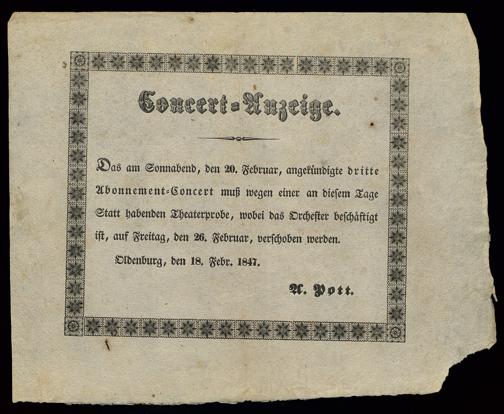 Concert-Anzeige.
Das am Sonnabend, den 20. Februar, angekündigte dritte
Abonnement-Concert muß wegen einer an diesem Tage
Statt habenden Theaterprobe, wobei das Orchester beschäftigt
ist, auf Freitag, den 26. Februar, verschoben werden.
Oldenburg, den 18. Febr. 1847.
A. Pott.